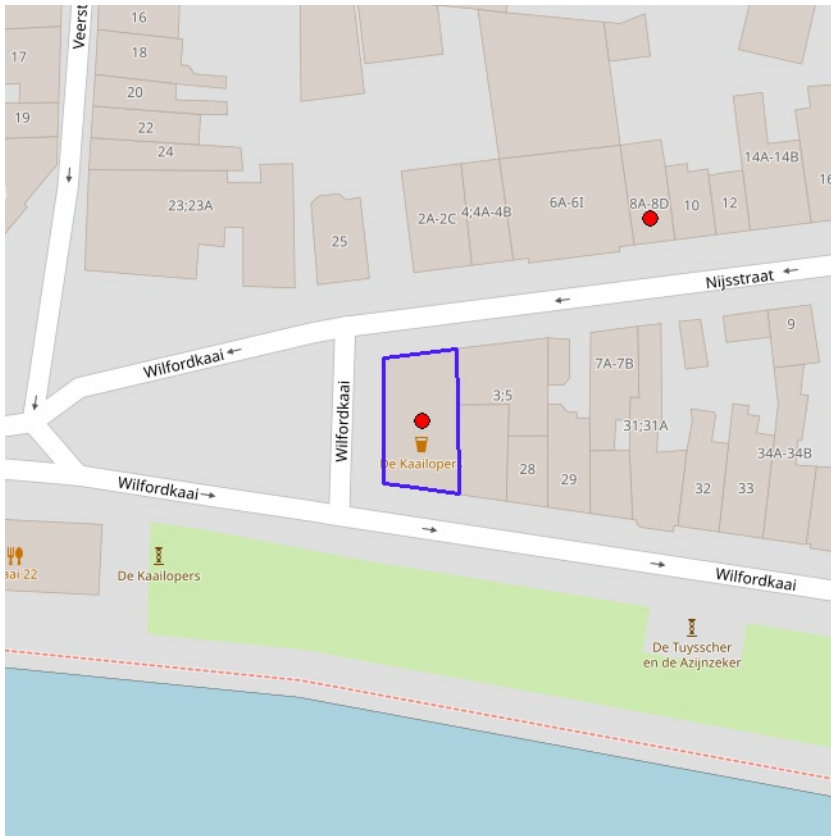 16
Veerst
17
18
20
19
22
24
14A-14B
16
23;23A
2A-2C
4;4A-4B
6A-6I
8A-8D
10
12
25
Nijsstraat
Wilfordkaai
9
7A-7B
3;5
Wilfordkaai
31;31A
De Kaailopers
28
29
32
33
34A-34B
Wilfordkaai
De Kaailopers
aai 22
Wilfordkaai
De Tuysscher
en de Azijnzeker